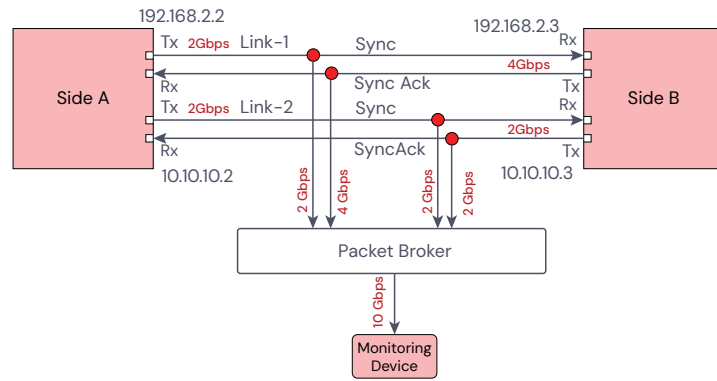 192.168.2.2
192.168.2.3
Tx 2Gbps Link-1 Sync Rx
4Gbps
Rx Sync Ack Tx
Side A
Side B
Tx 2Gbps Link-2 Sync Rx
2Gbps
Rx SyncAck Tx
10.10.10.2
10.10.10.3
2 Gbps
4 Gbps
2 Gbps
2 Gbps
Packet Broker
10 Gbps
Monitoring
Device